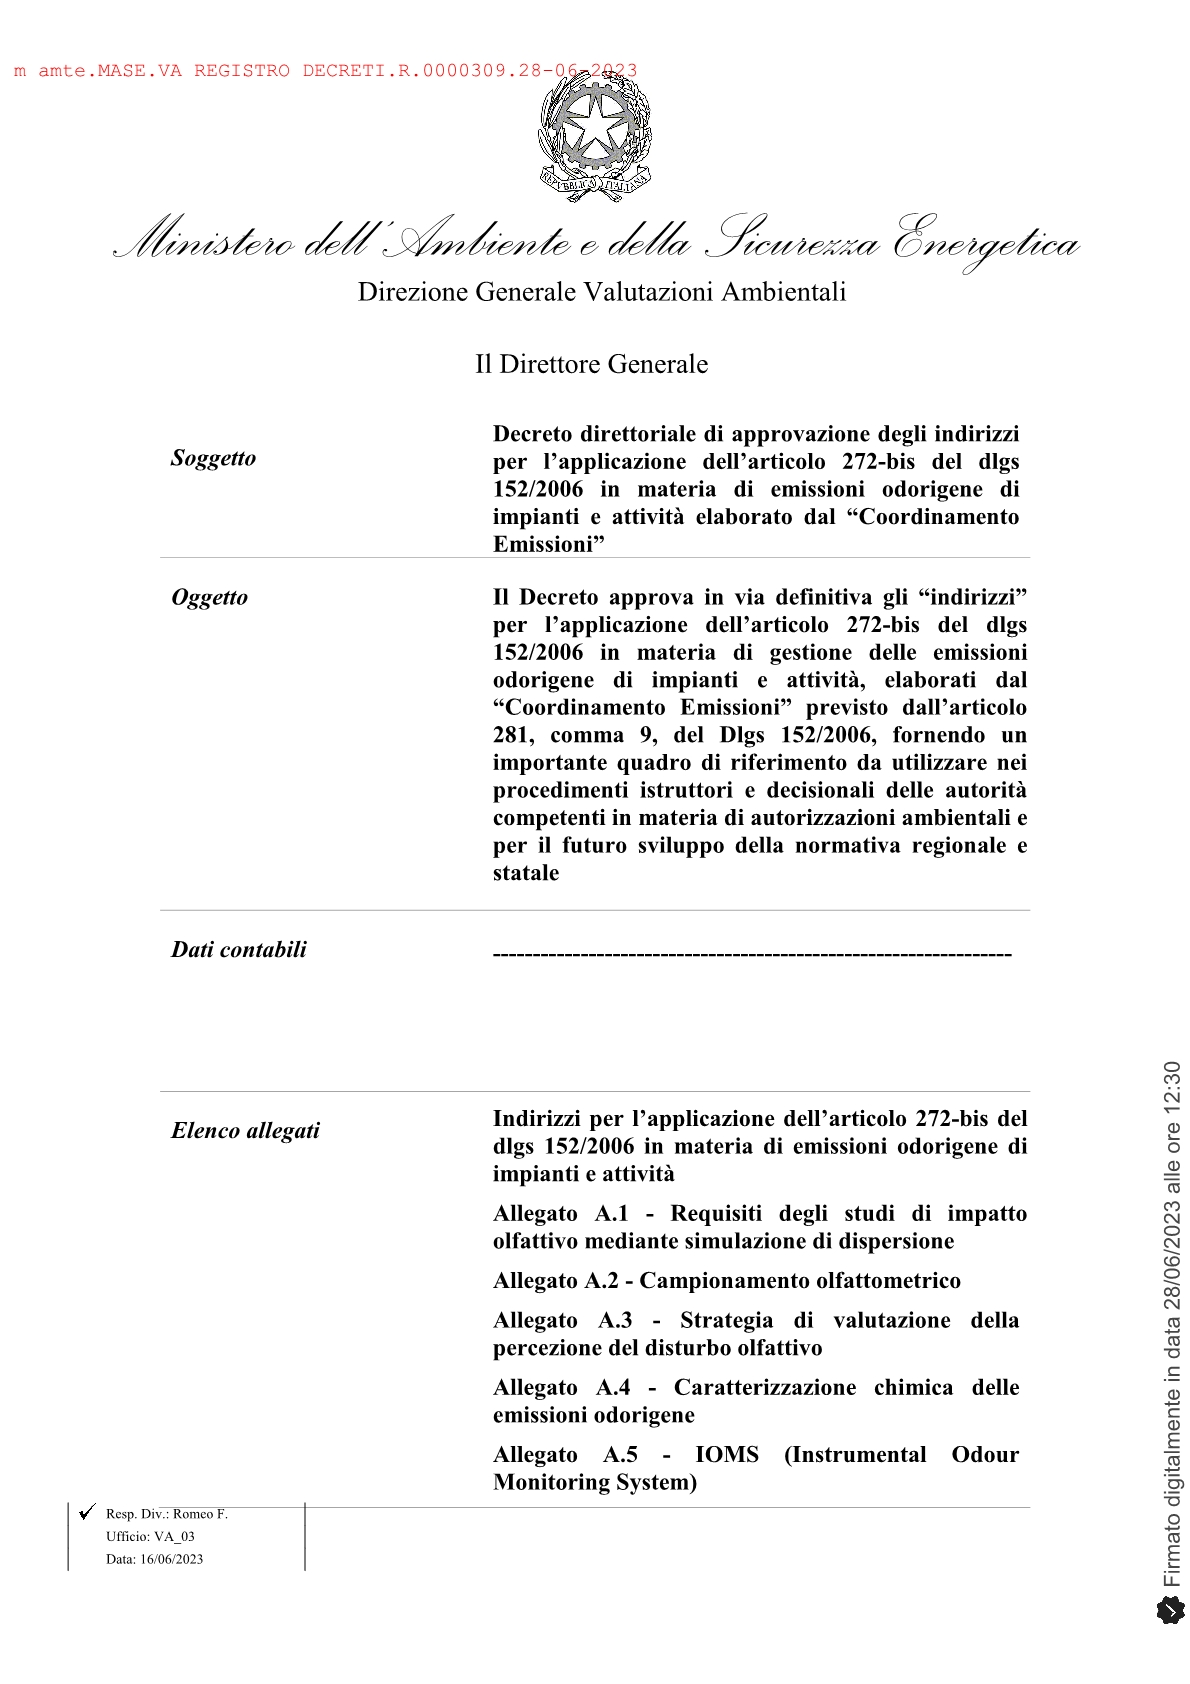 m amte.MASE.VA REGISTRO DECRETI.R.0000309.28-06-2023
REPVBBLICA ITALIANA
Ministero dell'Ambiente e della Sicurezza Energetica
Direzione Generale Valutazioni Ambientali
Il Direttore Generale
Soggetto
Decreto direttoriale di approvazione degli indirizzi
per l’applicazione dell’articolo 272-bis del dlgs
152/2006 in materia di emissioni odorigene di
impianti e attività elaborato dal “Coordinamento
Emissioni”
Oggetto
Il Decreto approva in via definitiva gli “indirizzi”
per l’applicazione dell’articolo 272-bis del dlgs
152/2006 in materia di gestione delle emissioni
odorigene di impianti e attività, elaborati dal
“Coordinamento Emissioni” previsto dall’articolo
281, comma 9, del Dlgs 152/2006, fornendo un
importante quadro di riferimento da utilizzare nei
procedimenti istruttori e decisionali delle autorità
competenti in materia di autorizzazioni ambientali e
per il futuro sviluppo della normativa regionale e
statale
Dati contabili
-----------------------------------------------------------------
Elenco allegati
Indirizzi per l’applicazione dell’articolo 272-bis del
dlgs 152/2006 in materia di emissioni odorigene di
impianti e attività
Allegato A.1 - Requisiti degli studi di impatto
olfattivo mediante simulazione di dispersione
Allegato A.2 - Campionamento olfattometrico
Allegato A.3 - Strategia di valutazione della
percezione del disturbo olfattivo
Allegato A.4 - Caratterizzazione chimica delle
emissioni odorigene
Allegato A.5 - IOMS (Instrumental Odour
Monitoring System)
Resp. Div.: Romeo F.
Ufficio: VA_03
Data: 16/06/2023
Firmato digitalmente in data 28/06/2023 alle ore 12:30